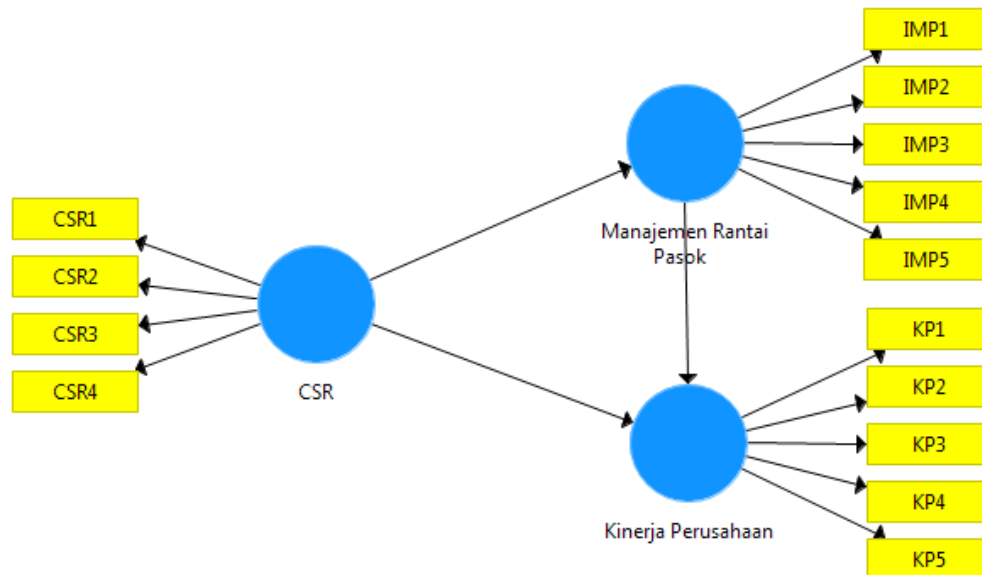 IMP1
IMP2
IMP3
IMP4
IMP5
Manajemen Rantai
Pasok
CSR1
CSR2
CSR3
CSR4
CSR
KP1
KP2
KP3
KP4
KP5
Kinerja Perusahaan